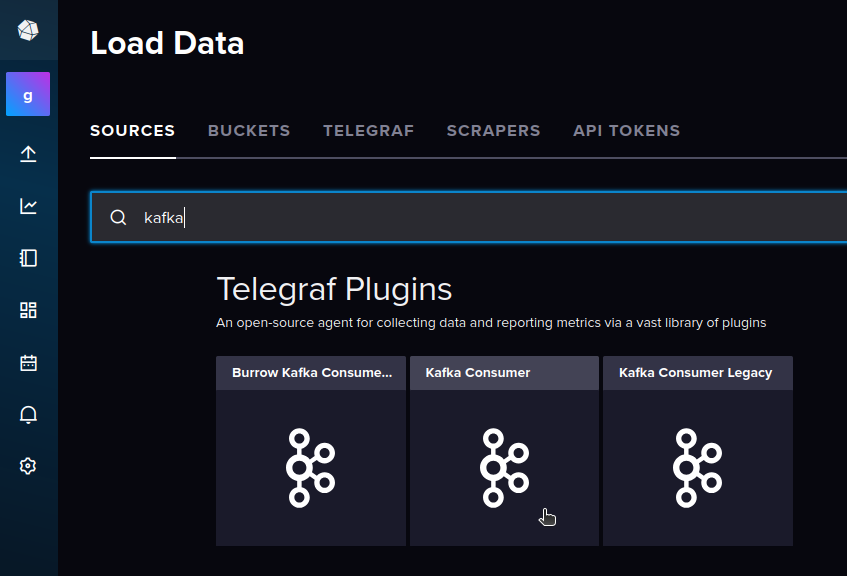 Load Data
g
SOURCES BUCKETS TELEGRAF SCRAPERS API TOKENS
kafka
Telegraf Plugins
An open-source agent for collecting data and reporting metrics via a vast library of plugins
Burrow Kafka Consume... Kafka Consumer Kafka Consumer Legacy